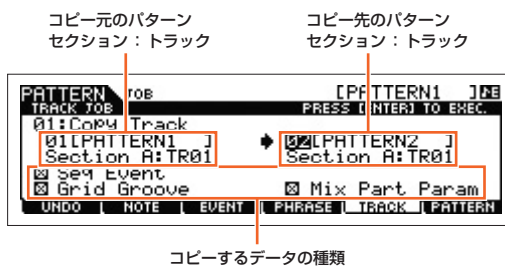 コピー元のパターン
セクション：トラック
コピー先のパターン
セクション：トラック
PATTERN JOB [PATTERN1 ]
TRACK JOB PRESS [ENTER] TO EXEC.
01:Copy Track
01[PATTERN1 ] 02[PATTERN2 ]
Section A:TR01 Section A:TR01
Seq Event
Grid Groove Mix Part Param
UNDO NOTE EVENT PHRASE TRACK PATTERN
コピーするデータの種類